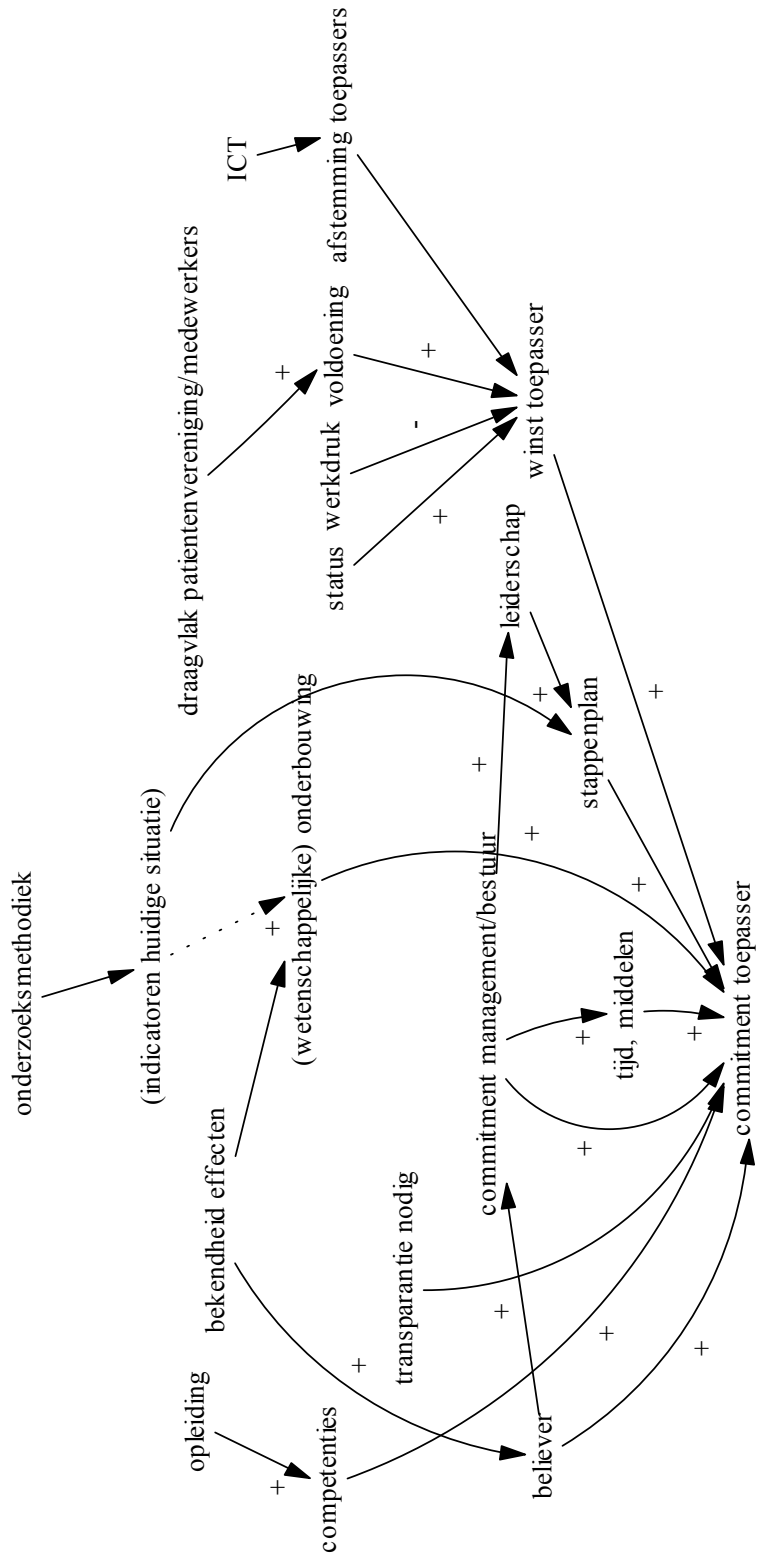 onderzoeksmethodiek
(indicatoren huidige situatie)
opleiding
bekendheid effecten
draagvlak patientenvereniging/medewerkers
ICT
+
+
+
competenties
(wetenschappelijke) onderbouwing
status
werkdruk
voldoening
afstemming toepassers
+
transparantie nodig
+
-
+
+
commitment management/bestuur
+
leiderschap
winst toepasser
believer
+
+
+
+
+
stappenplan
+
tijd, middelen
+
+
+
+
commitment toepasser